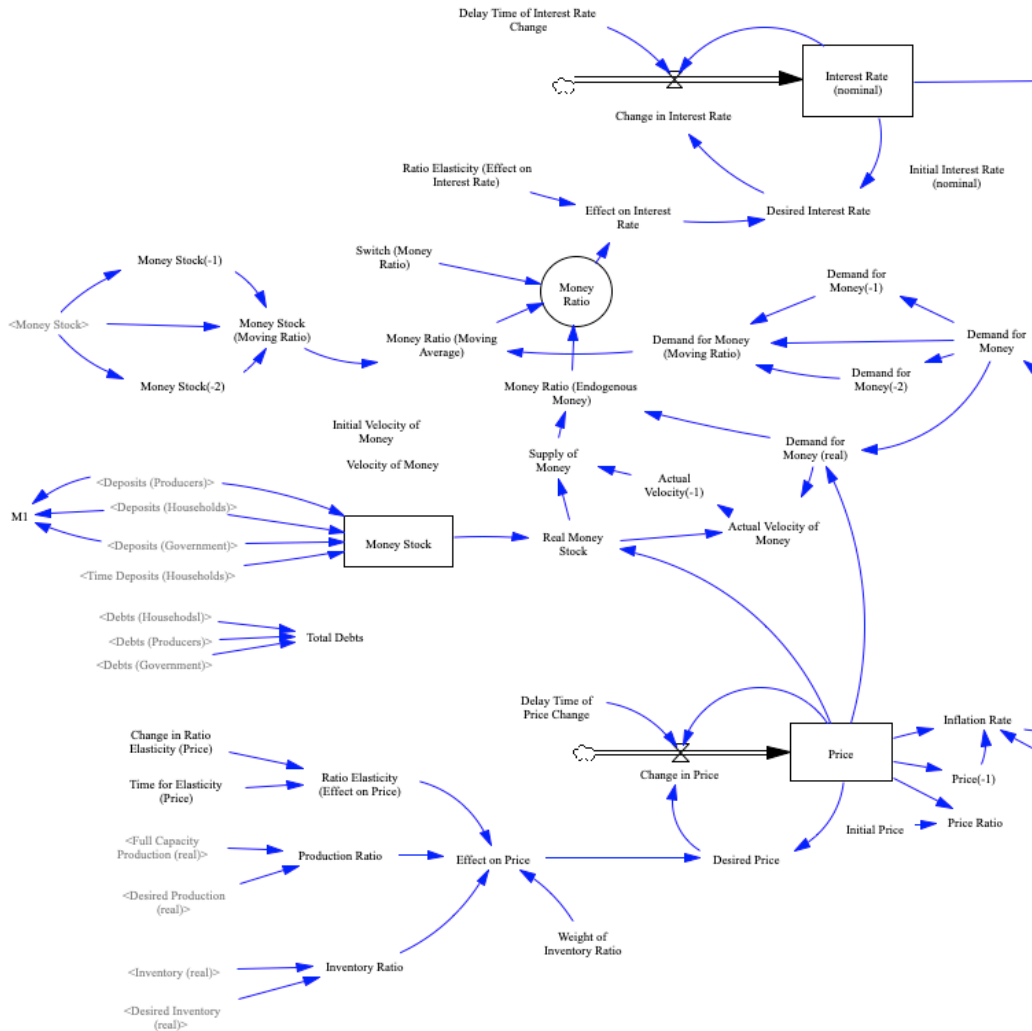 Delay Time of Interest Rate
Change
Interest Rate
(nominal)
Change in Interest Rate
Ratio Elasticity (Effect on
Interest Rate)
Initial Interest Rate
(nominal)
Effect on Interest
Rate
Desired Interest Rate
Switch (Money
Ratio)
Money Stock(-1)
Money
Ratio
Demand for
Money(-1)
<Money Stock>
Money Stock
(Moving Ratio)
Money Ratio (Moving
Average)
Demand for Money
(Moving Ratio)
Demand for
Money
Money Stock(-2)
Money Ratio (Endogenous
Money)
Demand for
Money(-2)
Initial Velocity of
Money
Velocity of Money
Supply of
Money
Demand for
Money (real)
Actual
Velocity(-1)
<Deposits (Producers)>
M1
<Deposits (Households)>
<Deposits (Government)>
<Time Deposits (Households)>
Money Stock
Real Money
Stock
Actual Velocity of
Money
<Debts (Househodsl)>
<Debts (Producers)>
<Debts (Government)>
Total Debts
Delay Time of
Price Change
Change in Price
Price
Inflation Rate
Price(-1)
Initial Price
Price Ratio
Change in Ratio
Elasticity (Price)
Time for Elasticity
(Price)
Ratio Elasticity
(Effect on Price)
<Full Capacity
Production (real)>
Production Ratio
Effect on Price
Desired Price
<Desired Production
(real)>
Weight of
Inventory Ratio
<Inventory (real)>
Inventory Ratio
<Desired Inventory
(real)>